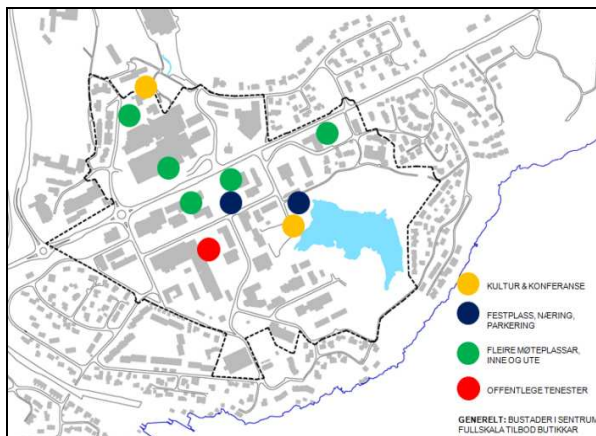 KULTUR & KONFERANSE
FESTPLASS, NÆRING,
PARKERING
FLEIRE MØTEPLASSAR,
INNE OG UTE
OFFENTLEGE TENESTER
GENERELT: BUSTADER I SENTRUM
FULLSKALA TILBOD BUTIKKAR